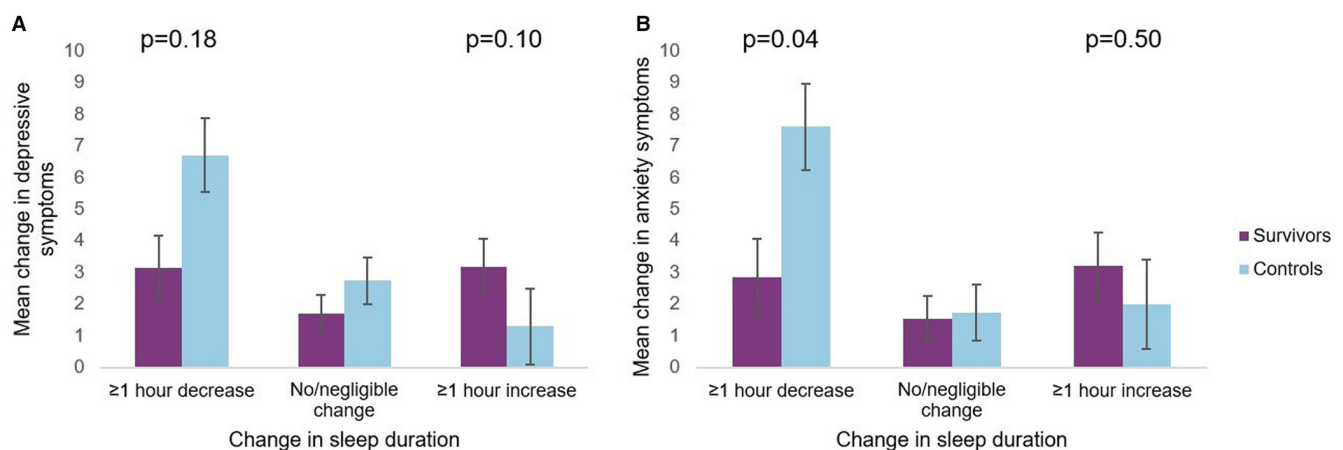 A
p=0.18
p=0.10
10
9
8
7
6
5
4
3
2
1
0
Mean change in depressive
symptoms
≥1 hour decrease
No/negligible
change
≥1 hour increase
Change in sleep duration
B
p=0.04
p=0.50
10
9
8
7
6
5
4
3
2
1
0
Mean change in anxiety symptoms
≥1 hour decrease
No/negligible
change
≥1 hour increase
Change in sleep duration
Survivors
Controls